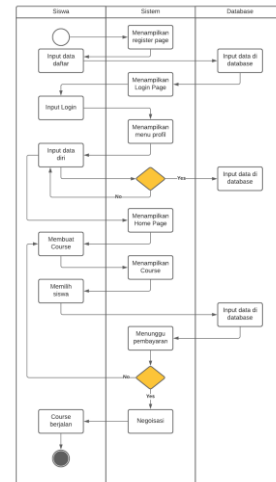 Siswa
Sistem
Database
Menampilkan
register page
Input data
daftar
Input data di
database
Menampilkan
Login Page
Input Login
Menampilkan
menu profil
Input data
diri
Yes
Input data di
database
No
Menampilkan
Home Page
Membuat
Course
Menampilkan
Course
Memilih
siswa
Input data di
database
Menunggu
pembayaran
No
Yes
Course
berjalan
Negoisasi